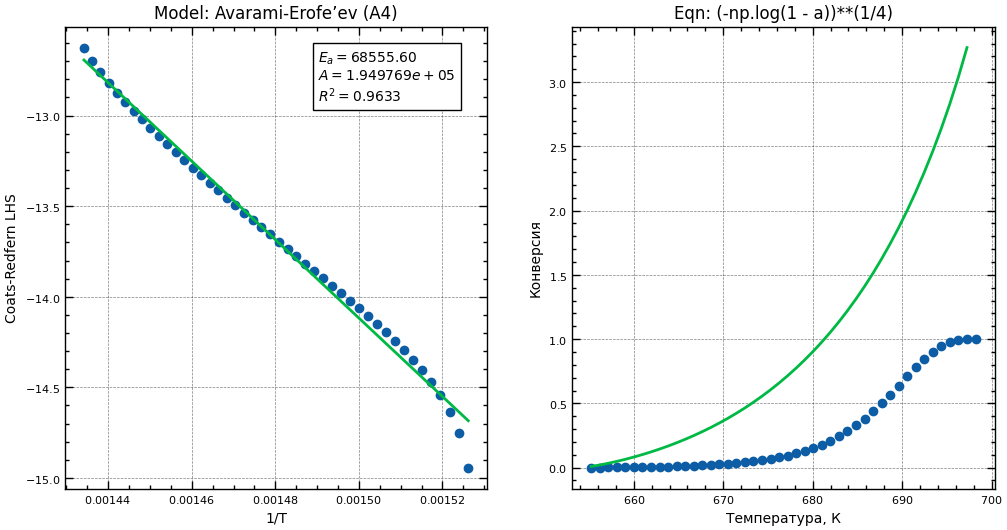 Model: Avarami-Erofe’ev (A4)
Eₐ = 68555.60
A = 1.949769e + 05
R² = 0.9633
−13.0
−13.5
−14.0
−14.5
−15.0
Coats-Redfern LHS
0.00144
0.00146
0.00148
0.00150
0.00152
1/T
Eqn: (-np.log(1 - a))**(1/4)
3.0
2.5
2.0
1.5
1.0
0.5
0.0
Конверсия
660
670
680
690
700
Температура, К